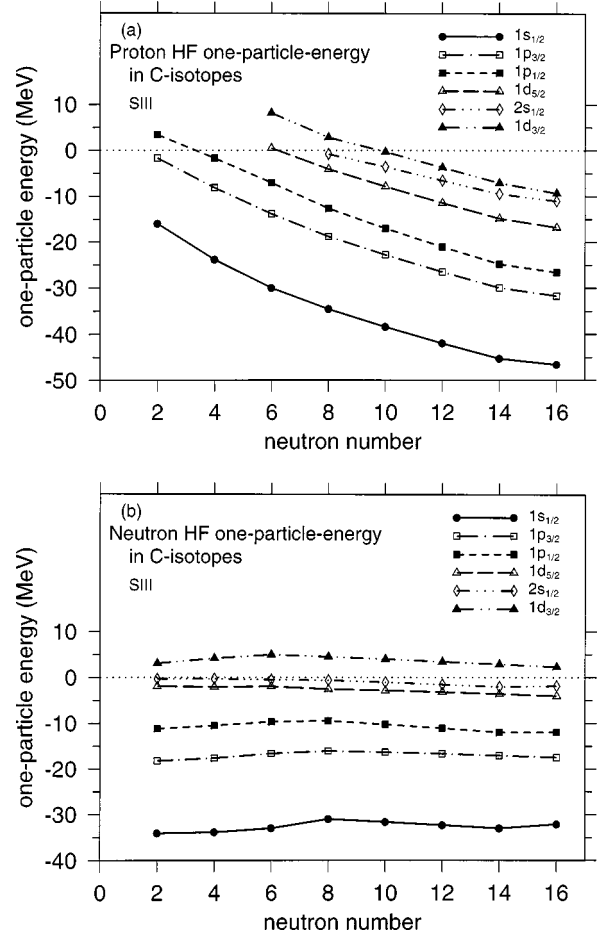 (a)
Proton HF one-particle-energy
in C-isotopes
SIII
1s1/2
1p3/2
1p1/2
1d5/2
2s1/2
1d3/2
one-particle energy (MeV)
10
0
-10
-20
-30
-40
-50
0 2 4 6 8 10 12 14 16
neutron number
(b)
Neutron HF one-particle-energy
in C-isotopes
SIII
1s1/2
1p3/2
1p1/2
1d5/2
2s1/2
1d3/2
one-particle energy (MeV)
10
0
-10
-20
-30
-40
0 2 4 6 8 10 12 14 16
neutron number